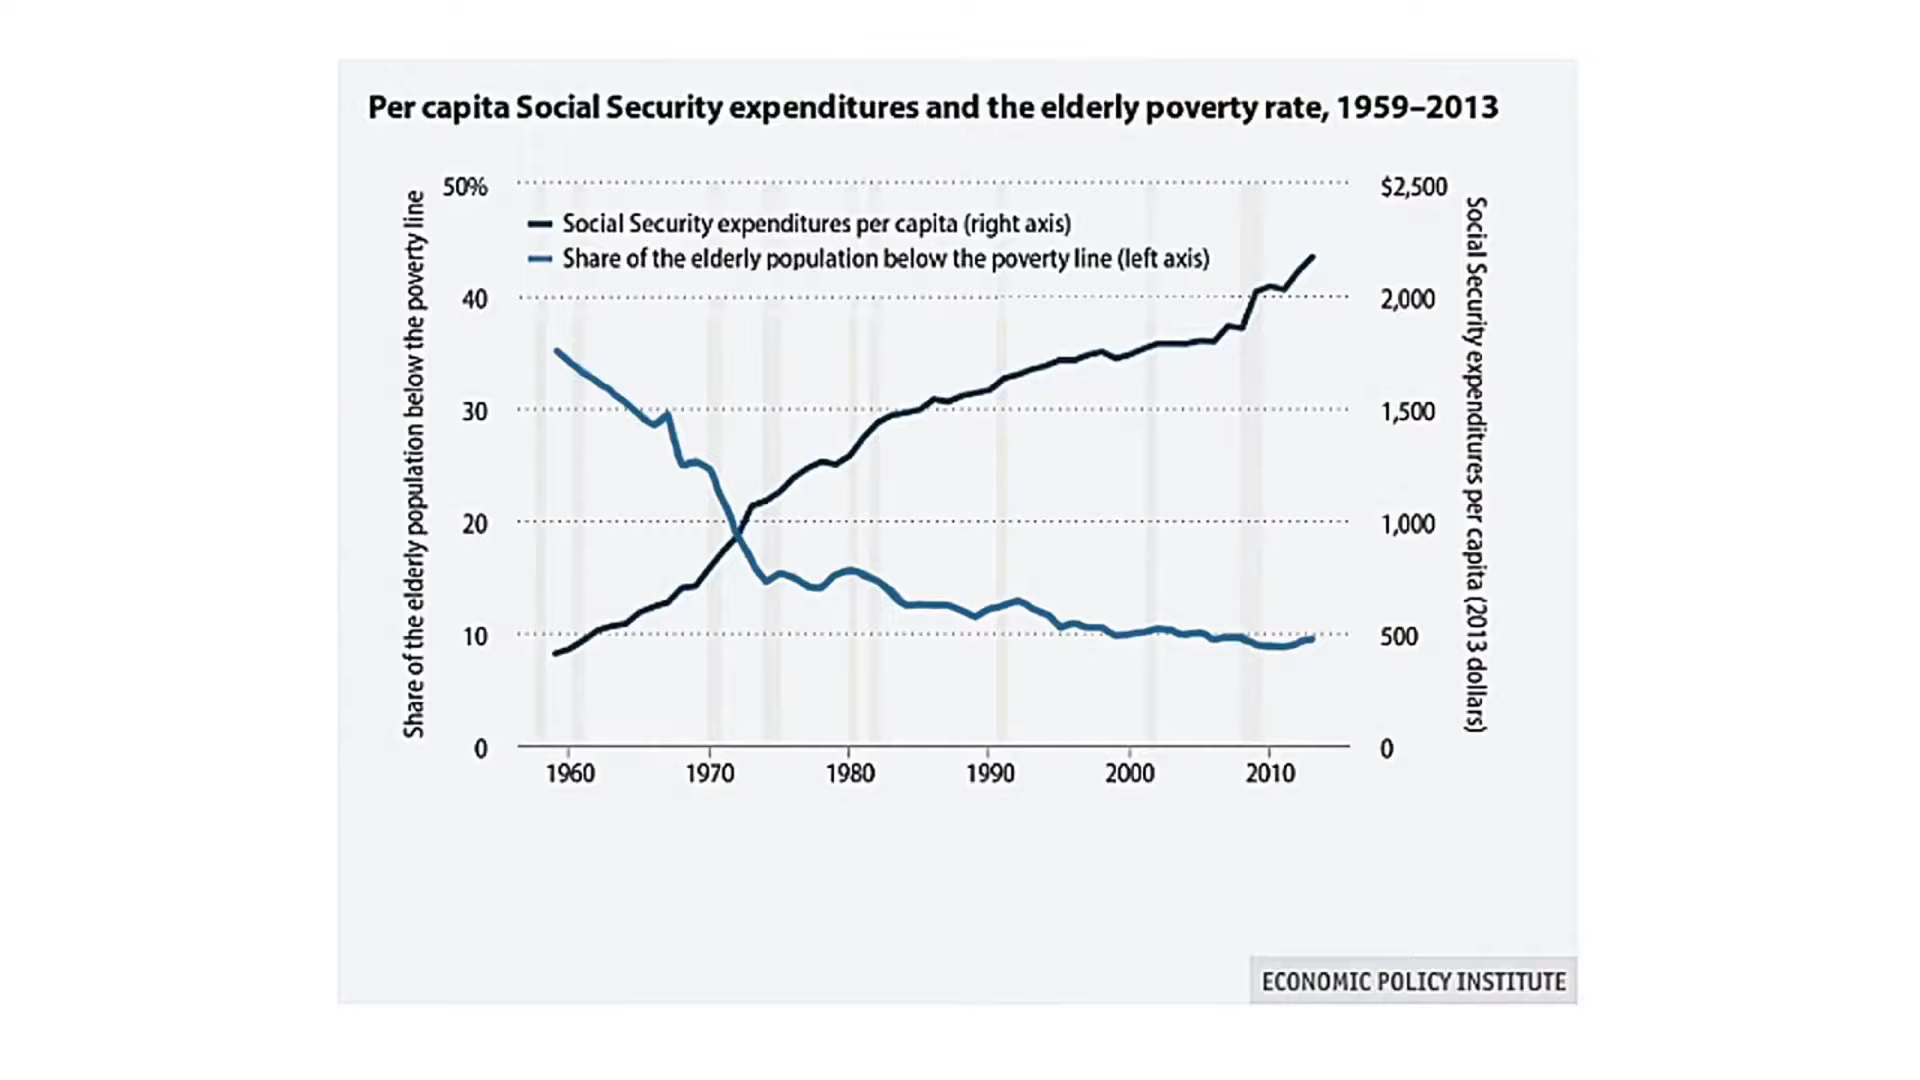 Per capita Social Security expenditures and the elderly poverty rate, 1959–2013
Share of the elderly population below the poverty line
50%
40
30
20
10
0
Social Security expenditures per capita (right axis)
Share of the elderly population below the poverty line (left axis)
$2,500
2,000
1,500
1,000
500
0
Social Security expenditures per capita (2013 dollars)
1960 1970 1980 1990 2000 2010
ECONOMIC POLICY INSTITUTE